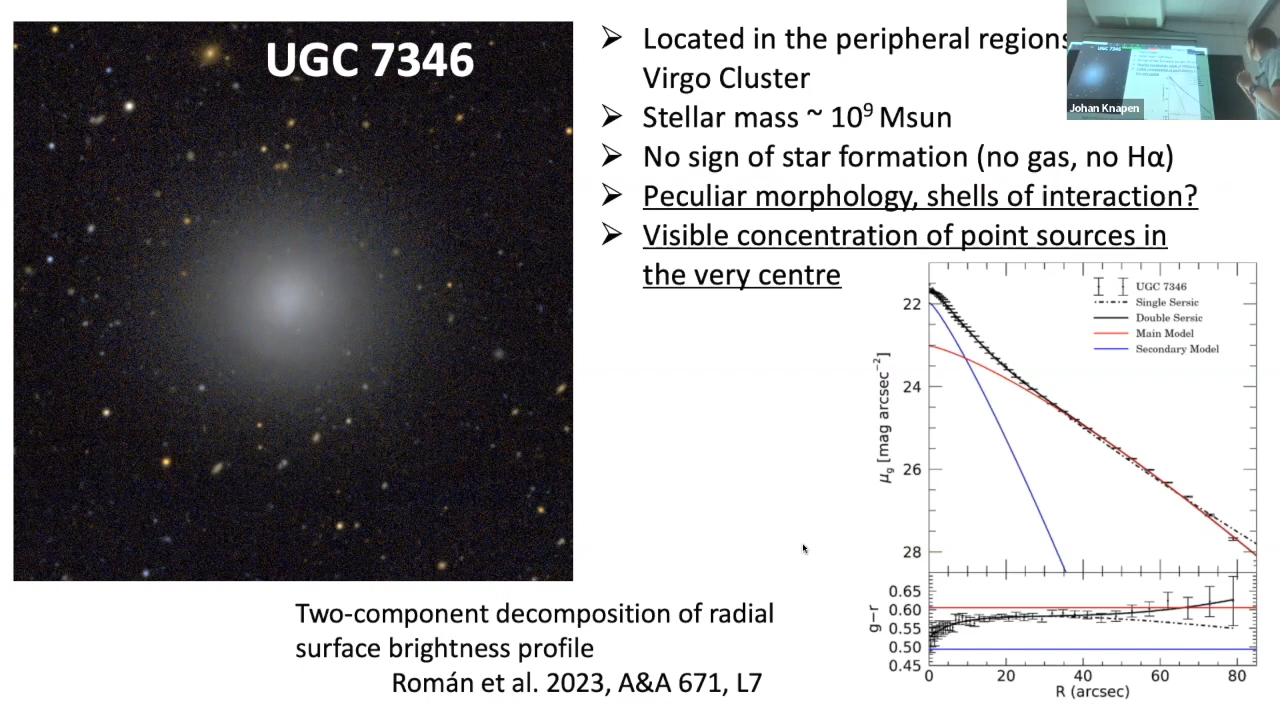 UGC 7346
➢ Located in the peripheral regions
Virgo Cluster
➢ Stellar mass ~ 10⁹ Msun
➢ No sign of star formation (no gas, no Hα)
➢ Peculiar morphology, shells of interaction?
➢ Visible concentration of point sources in
the very centre
Johan Knapen
UGC 7346
Single Sersic
Double Sersic
Main Model
Secondary Model
22
24
26
28
μg [mag arcsec⁻²]
0.65
0.60
0.55
0.50
0.45
g−r
0 20 40 60 80
R (arcsec)
Two-component decomposition of radial
surface brightness profile
Román et al. 2023, A&A 671, L7